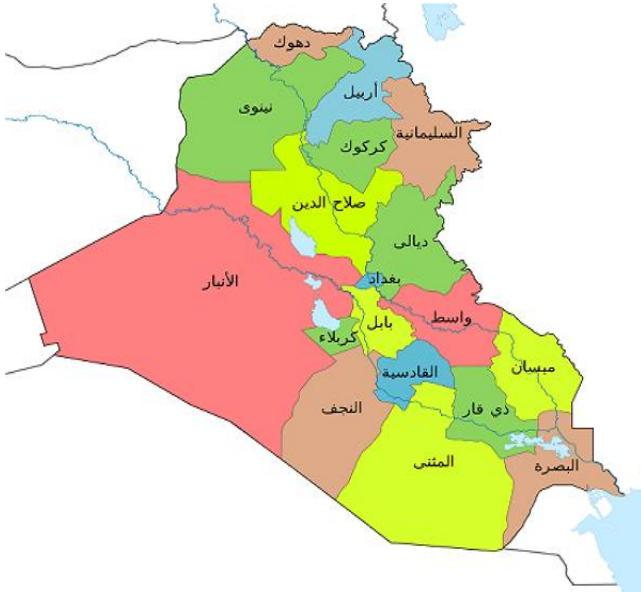 دهوك
أربيل
نينوى
السليمانية
كركوك
صلاح الدين
ديالى
بغداد
الأنبار
واسط
بابل
كربلاء
ميسان
القادسية
النجف
ذي قار
المثنى
البصرة